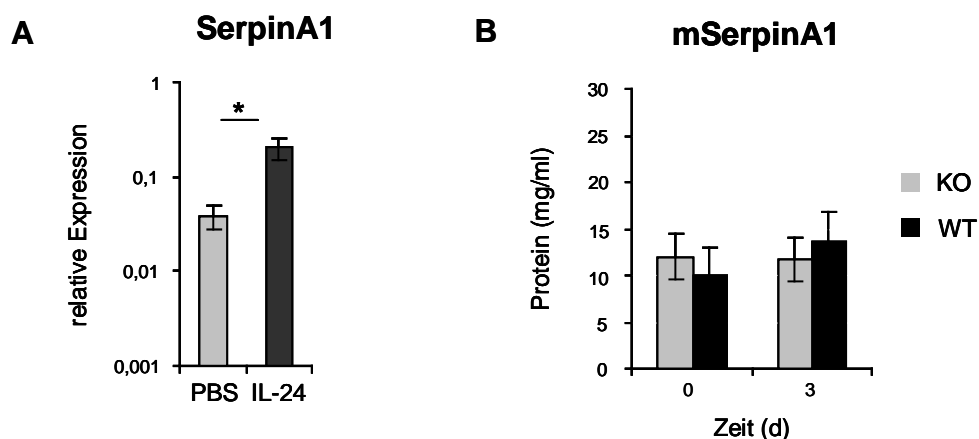 A
SerpinA1
relative Expression
1
0,1
0,01
0,001
*
PBS IL-24
B
mSerpinA1
Protein (mg/ml)
30
25
20
15
10
5
0
0 3
Zeit (d)
KO
WT